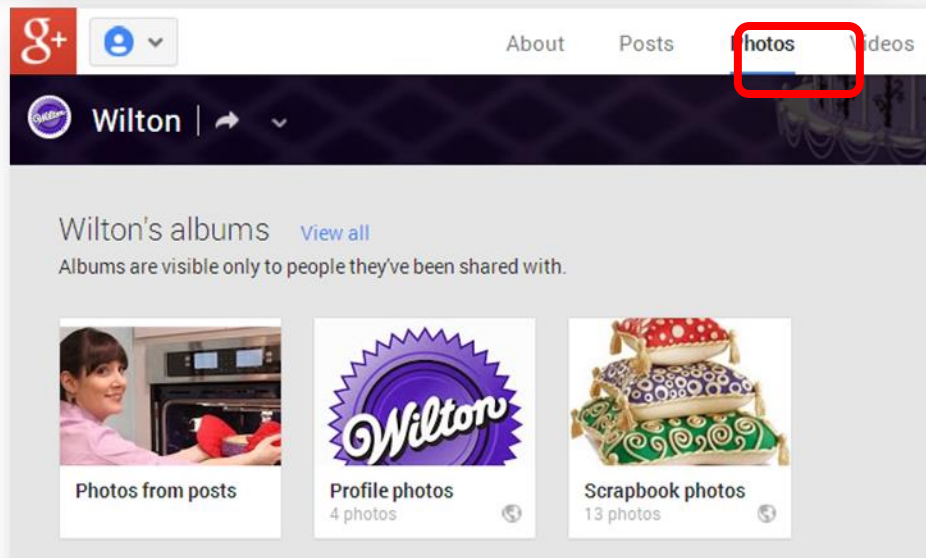 g+
About Posts Photos Videos
Wilton
Wilton
Wilton's albums View all
Albums are visible only to people they've been shared with.
Wilton
Photos from posts
Profile photos
4 photos
Scrapbook photos
13 photos